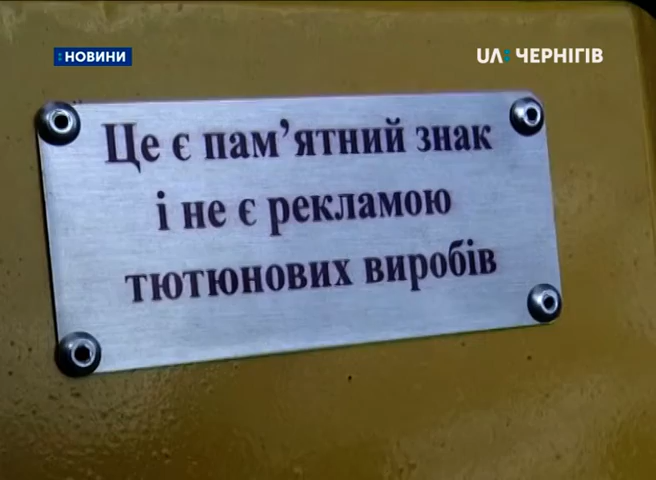 НОВИНИ
UA: ЧЕРНІГІВ
Це є пам’ятний знак
і не є рекламою
тютюнових виробів